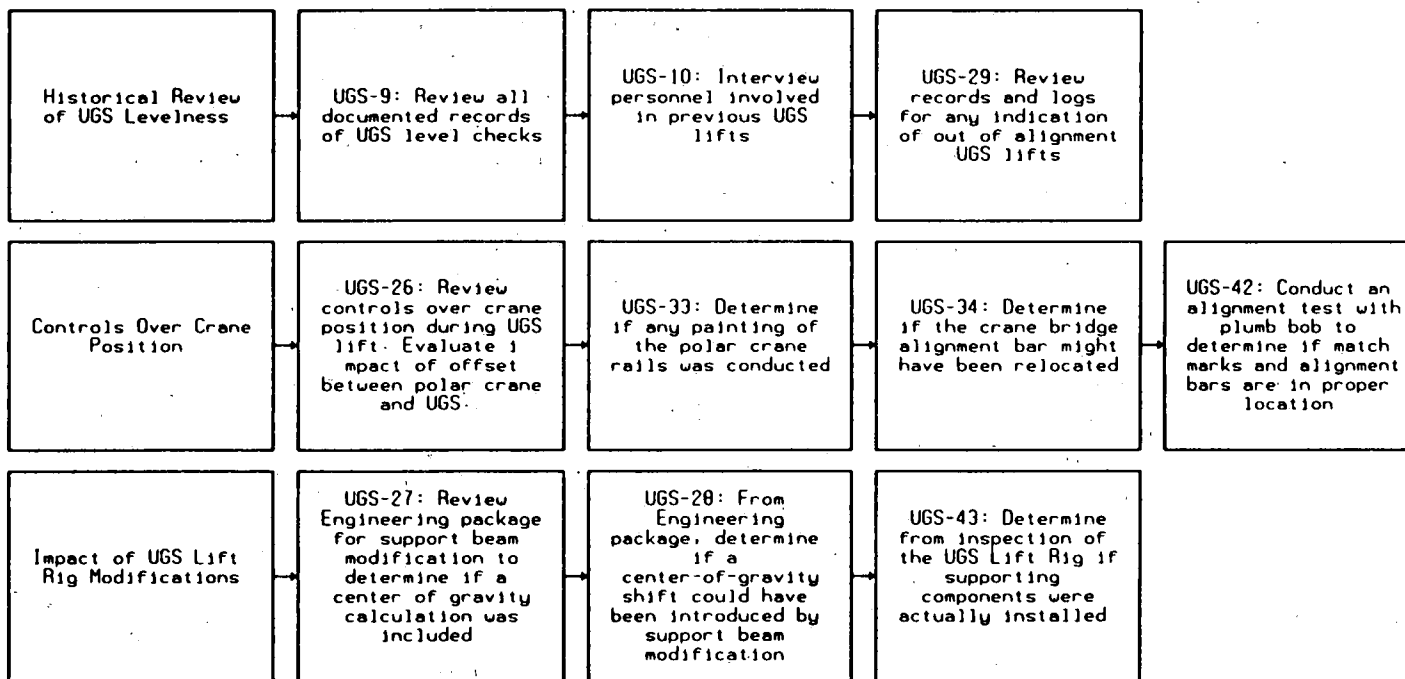 Historical Review
of UGS Levelness
UGS-9: Review all
documented records
of UGS level checks
UGS-10: Interview
personnel involved
in previous UGS
lifts
UGS-29: Review
records and logs
for any indication
of out of alignment
UGS lifts
Controls Over Crane
Position
UGS-26: Review
controls over crane
position during UGS
lift. Evaluate i
mpact of offset
between polar crane
and UGS.
UGS-33: Determine
if any painting of
the polar crane
rails was conducted
UGS-34: Determine
if the crane bridge
alignment bar might
have been relocated
UGS-42: Conduct an
alignment test with
plumb bob to
determine if match
marks and alignment
bars are in proper
location
Impact of UGS Lift
Rig Modifications
UGS-27: Review
Engineering package
for support beam
modification to
determine if a
center of gravity
calculation was
included
UGS-28: From
Engineering
package, determine
if a
center-of-gravity
shift could have
been introduced by
support beam
modification
UGS-43: Determine
from inspection of
the UGS Lift Rig if
supporting
components were
actually installed